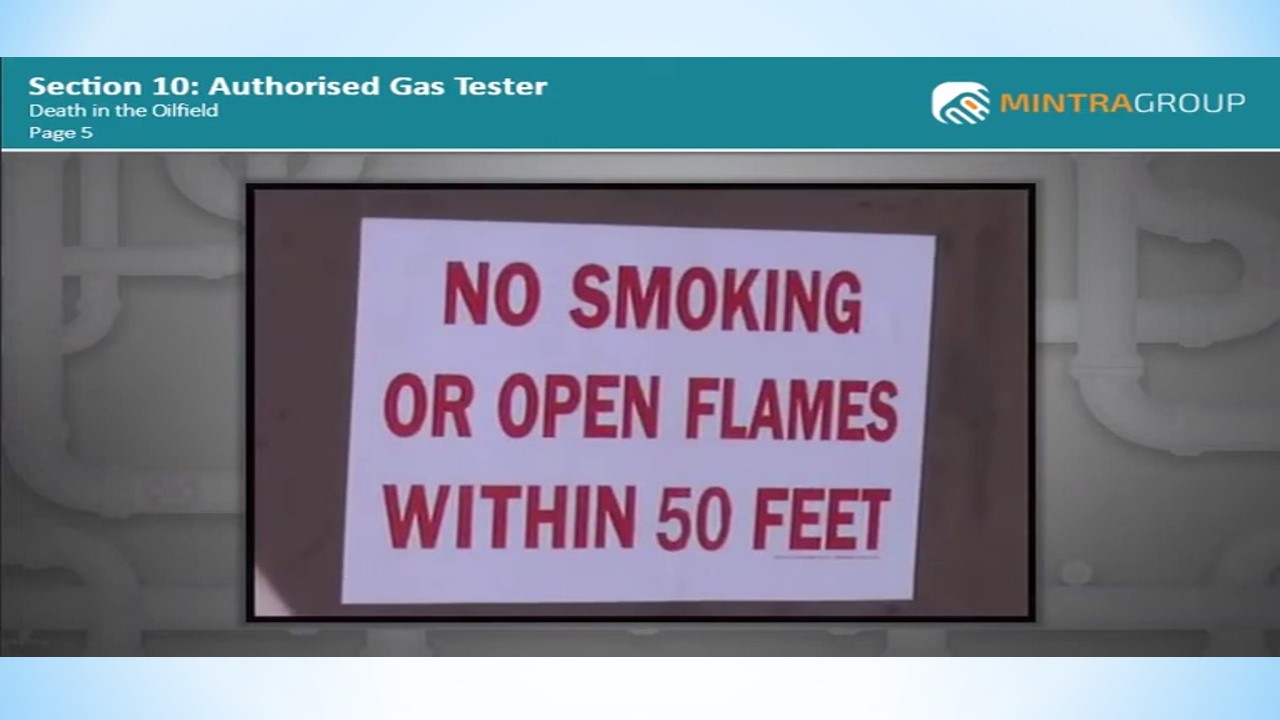 Section 10: Authorised Gas Tester
Death in the Oilfield
Page 5
MINTRAGROUP
NO SMOKING
OR OPEN FLAMES
WITHIN 50 FEET